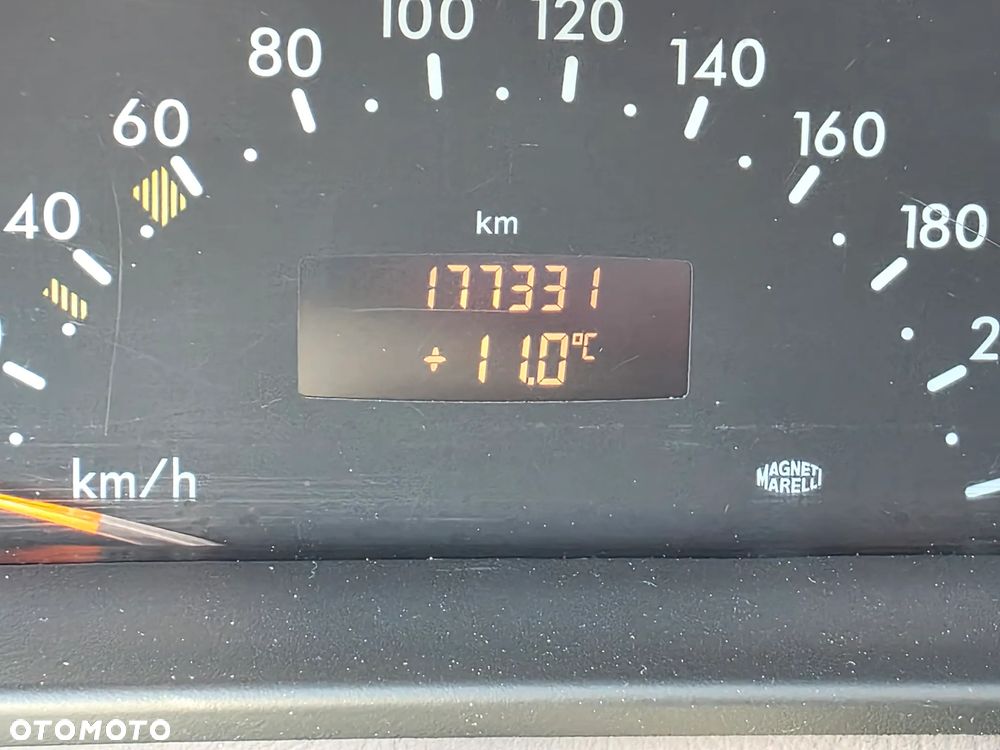 100 120
80 140
60 160
40 180
km
177331
+11.0°C
km/h
MAGNETI
MARELLI
OTOMOTO